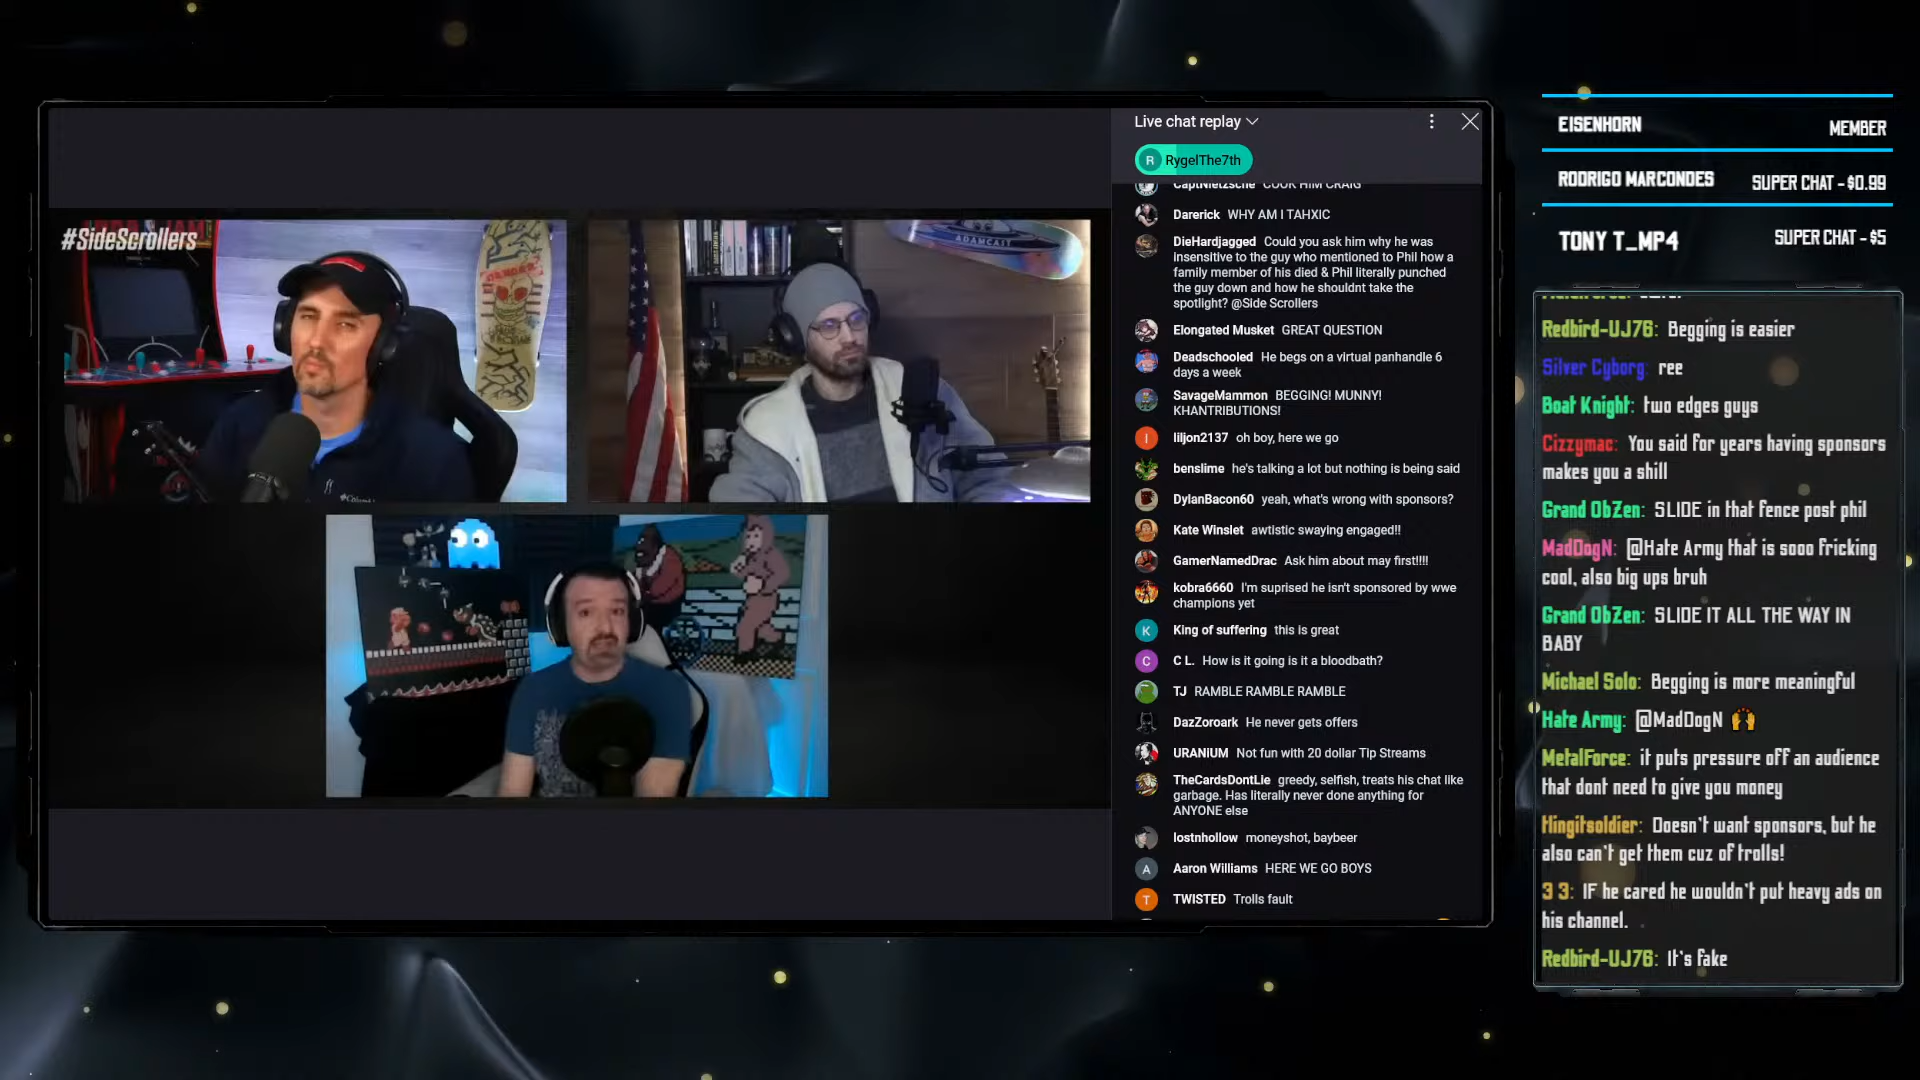 #SideScrollers
ADAMCAST
Live chat replay
R RygelThe7th
CaptNietzsche COOK HIM CRAIG
Darerick WHY AM I TAHXIC
DieHardjagged Could you ask him why he was
insensitive to the guy who mentioned to Phil how a
family member of his died & Phil literally punched
the guy down and how he shouldnt take the
spotlight? @Side Scrollers
Elongated Musket GREAT QUESTION
Deadschooled He begs on a virtual panhandle 6
days a week
SavageMammon BEGGING! MUNNY!
KHANTRIBUTIONS!
liljon2137 oh boy, here we go
benslime he's talking a lot but nothing is being said
DylanBacon60 yeah, what's wrong with sponsors?
Kate Winslet awtistic swaying engaged!!
GamerNamedDrac Ask him about may first!!!!
kobra6660 I'm suprised he isn't sponsored by wwe
champions yet
K King of suffering this is great
C C L. How is it going is it a bloodbath?
TJ RAMBLE RAMBLE RAMBLE
DazZoroark He never gets offers
URANIUM Not fun with 20 dollar Tip Streams
TheCardsDontLie greedy, selfish, treats his chat like
garbage. Has literally never done anything for
ANYONE else
lostnhollow moneyshot, baybeer
A Aaron Williams HERE WE GO BOYS
T TWISTED Trolls fault
EISENHORN MEMBER
RODRIGO MARCONDES SUPER CHAT - $0.99
TONY T_MP4 SUPER CHAT - $5
Redbird-UJ76: Begging is easier
Silver Cyborg: ree
Boat Knight: two edges guys
Cizzymac: You said for years having sponsors
makes you a shill
Grand ObZen: SLIDE in that fence post phil
MadDogN: @Hate Army that is sooo fricking
cool, also big ups bruh
Grand ObZen: SLIDE IT ALL THE WAY IN
BABY
Michael Solo: Begging is more meaningful
Hate Army: @MadDogN 🙌
MetalForce: it puts pressure off an audience
that dont need to give you money
Hingitsoldier: Doesn't want sponsors, but he
also can't get them cuz of trolls!
3 3: IF he cared he wouldn't put heavy ads on
his channel.
Redbird-UJ76: It's fake